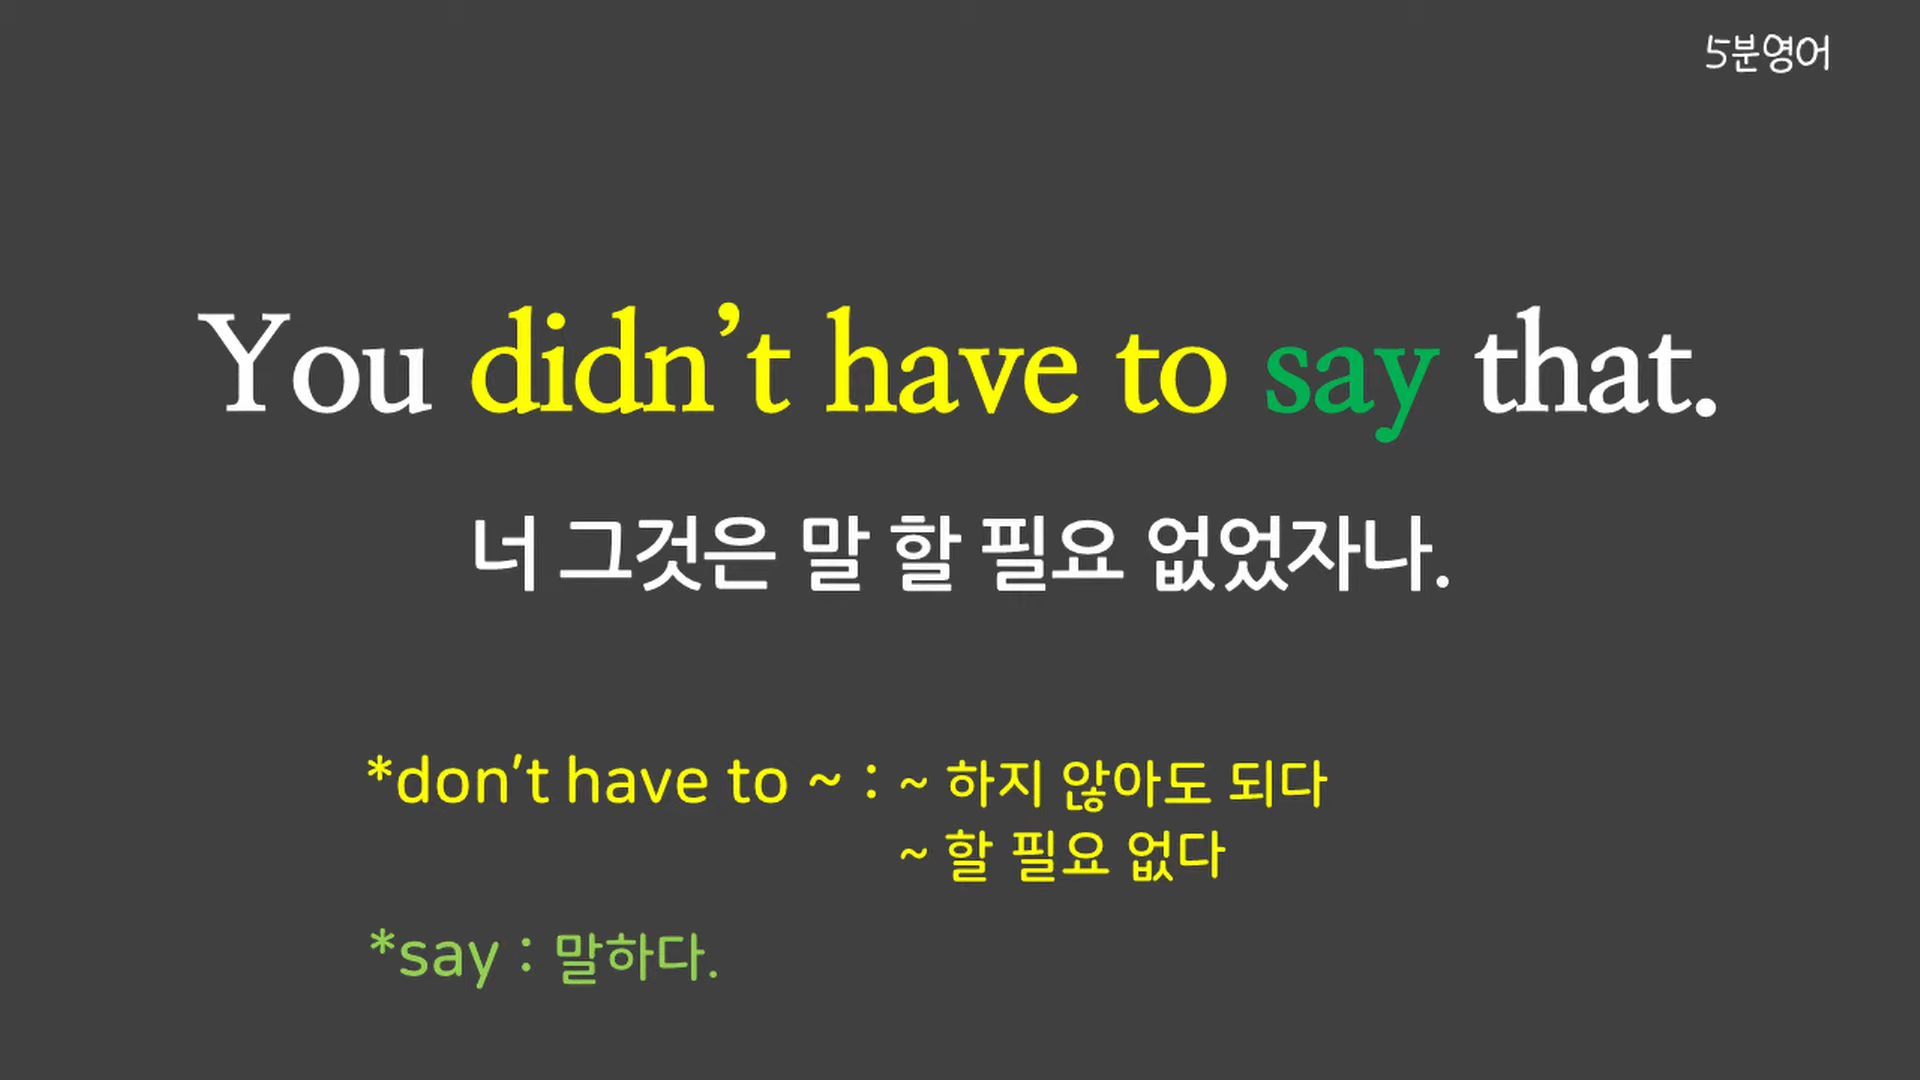 5분영어
You didn’t have to say that.
너 그것은 말 할 필요 없었자나.
*don’t have to ~ : ~ 하지 않아도 되다
~ 할 필요 없다
*say : 말하다.